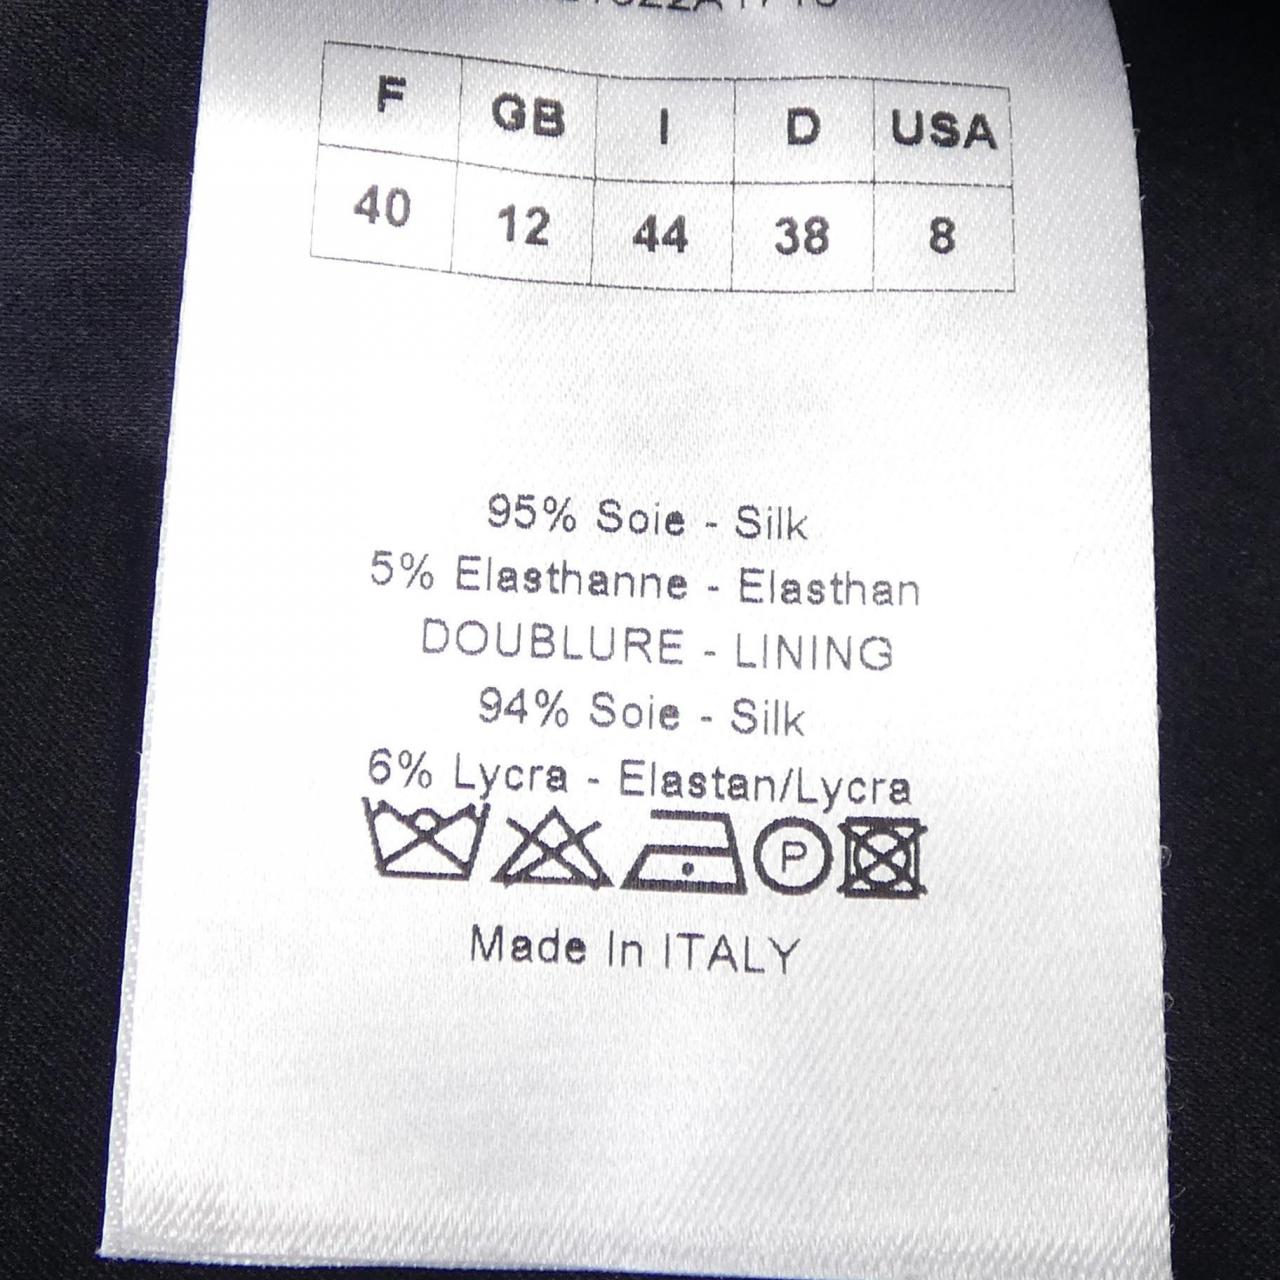 F GB I D USA
40 12 44 38 8
95% Soie - Silk
5% Elasthanne - Elasthan
DOUBLURE - LINING
94% Soie - Silk
6% Lycra - Elastan/Lycra
P
Made In ITALY